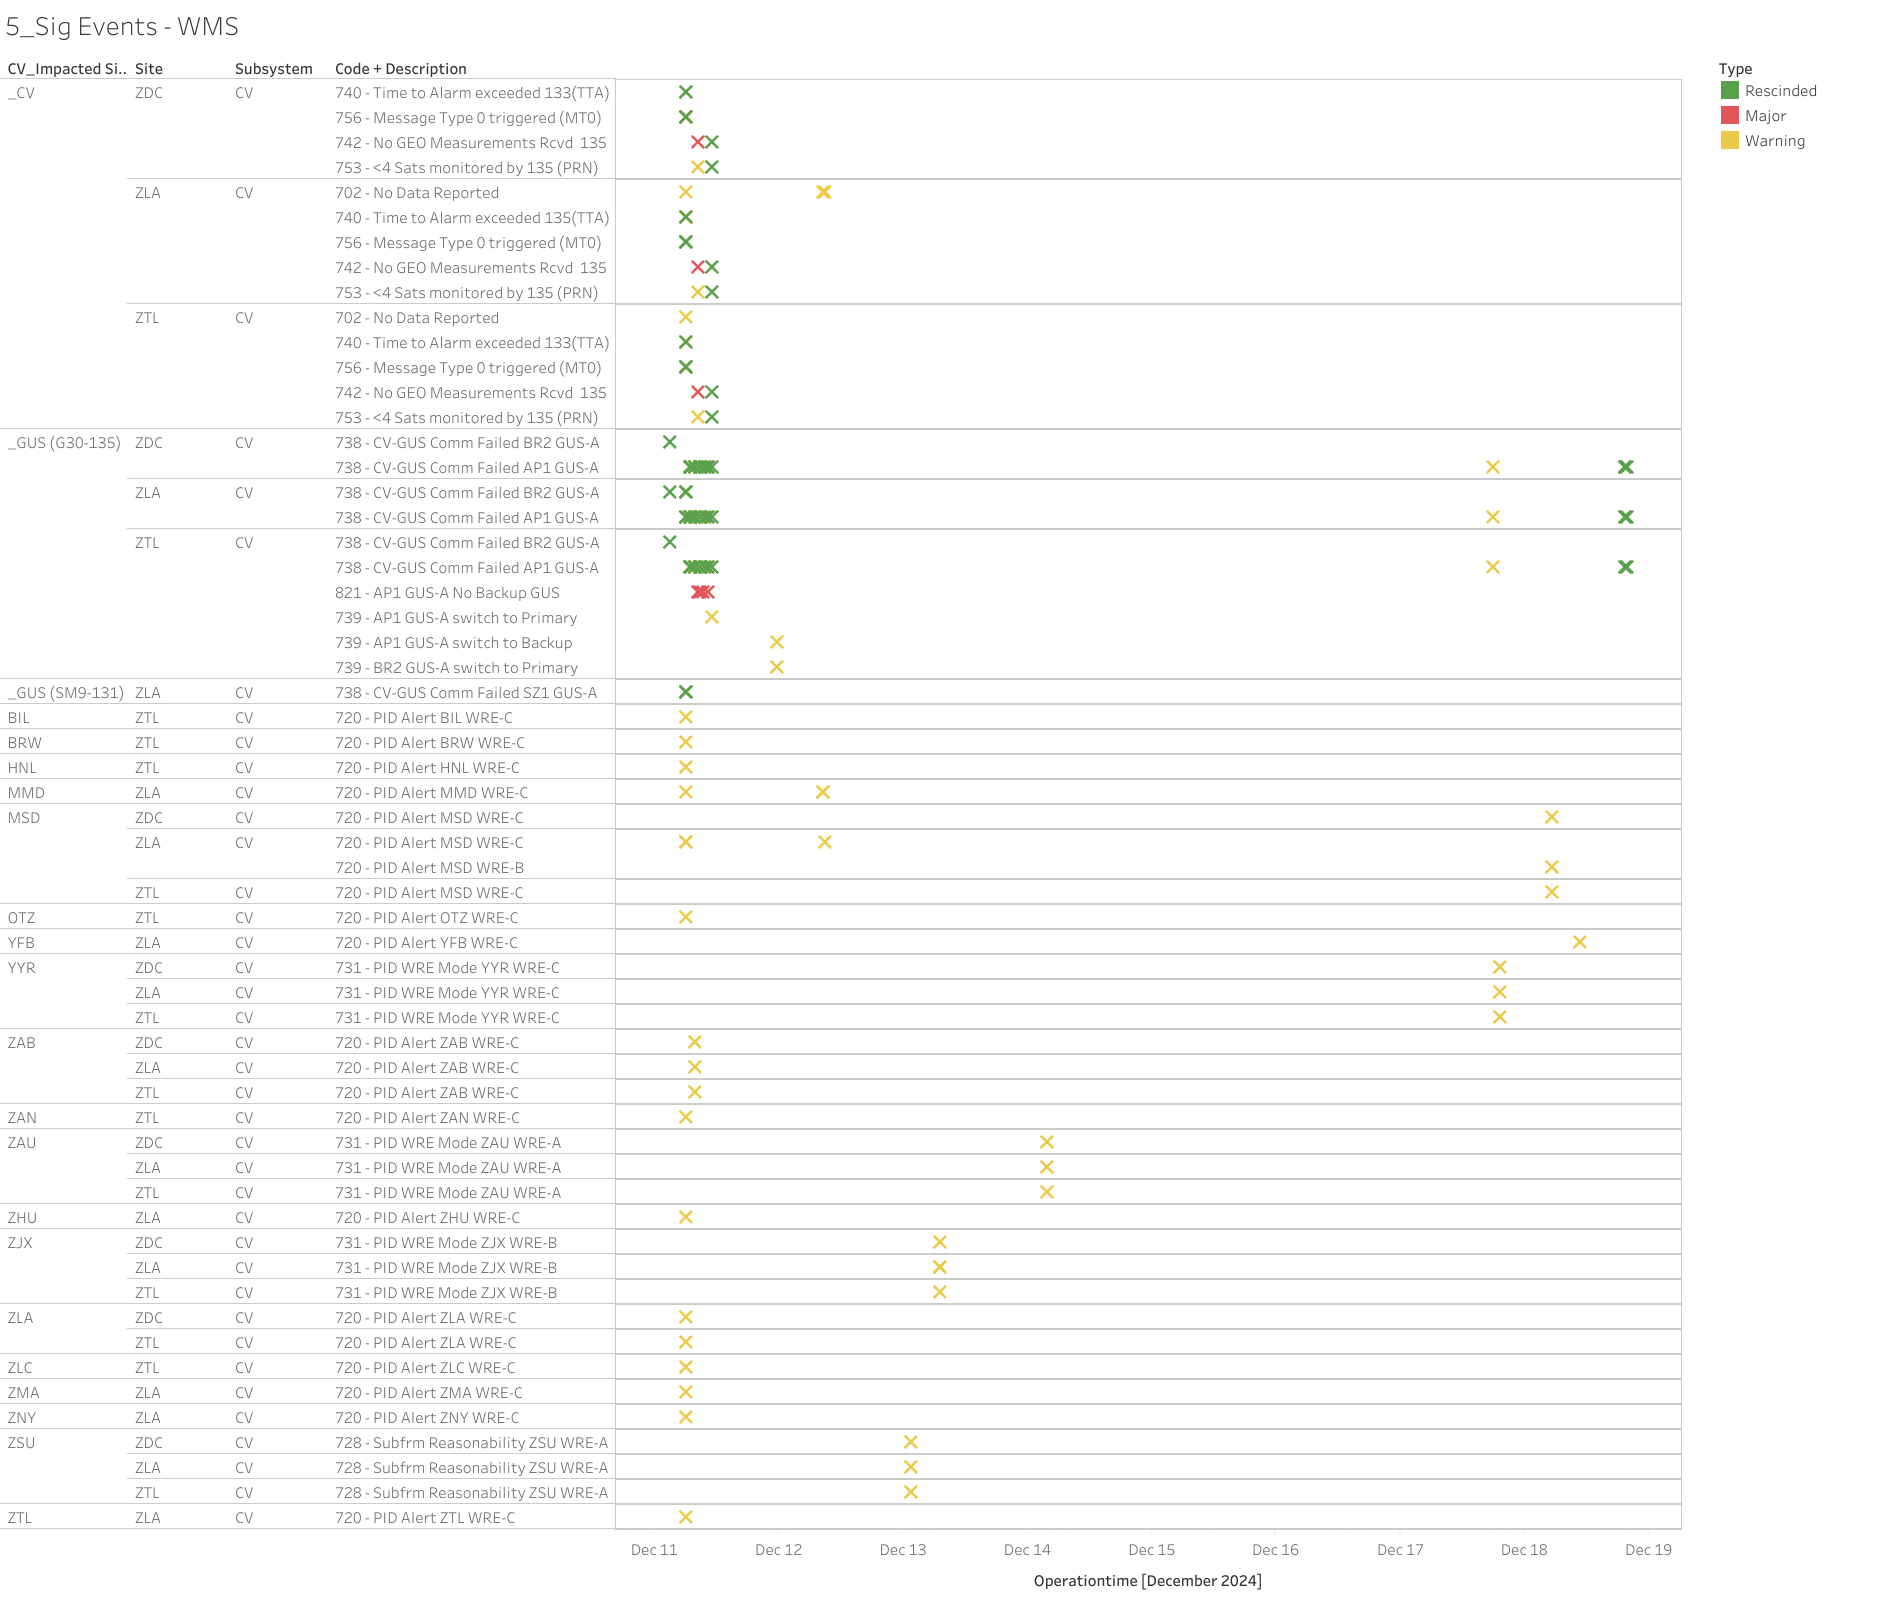 5_Sig Events - WMS
CV_Impacted Si.. Site Subsystem Code + Description
_CV ZDC CV 740 - Time to Alarm exceeded 133(TTA)
756 - Message Type 0 triggered (MT0)
742 - No GEO Measurements Rcvd  135
753 - <4 Sats monitored by 135 (PRN)
ZLA CV 702 - No Data Reported
740 - Time to Alarm exceeded 135(TTA)
756 - Message Type 0 triggered (MT0)
742 - No GEO Measurements Rcvd  135
753 - <4 Sats monitored by 135 (PRN)
ZTL CV 702 - No Data Reported
740 - Time to Alarm exceeded 133(TTA)
756 - Message Type 0 triggered (MT0)
742 - No GEO Measurements Rcvd  135
753 - <4 Sats monitored by 135 (PRN)
_GUS (G30-135) ZDC CV 738 - CV-GUS Comm Failed BR2 GUS-A
738 - CV-GUS Comm Failed AP1 GUS-A
ZLA CV 738 - CV-GUS Comm Failed BR2 GUS-A
738 - CV-GUS Comm Failed AP1 GUS-A
ZTL CV 738 - CV-GUS Comm Failed BR2 GUS-A
738 - CV-GUS Comm Failed AP1 GUS-A
821 - AP1 GUS-A No Backup GUS
739 - AP1 GUS-A switch to Primary
739 - AP1 GUS-A switch to Backup
739 - BR2 GUS-A switch to Primary
_GUS (SM9-131) ZLA CV 738 - CV-GUS Comm Failed SZ1 GUS-A
BIL ZTL CV 720 - PID Alert BIL WRE-C
BRW ZTL CV 720 - PID Alert BRW WRE-C
HNL ZTL CV 720 - PID Alert HNL WRE-C
MMD ZLA CV 720 - PID Alert MMD WRE-C
MSD ZDC CV 720 - PID Alert MSD WRE-C
ZLA CV 720 - PID Alert MSD WRE-C
720 - PID Alert MSD WRE-B
ZTL CV 720 - PID Alert MSD WRE-C
OTZ ZTL CV 720 - PID Alert OTZ WRE-C
YFB ZLA CV 720 - PID Alert YFB WRE-C
YYR ZDC CV 731 - PID WRE Mode YYR WRE-C
ZLA CV 731 - PID WRE Mode YYR WRE-C
ZTL CV 731 - PID WRE Mode YYR WRE-C
ZAB ZDC CV 720 - PID Alert ZAB WRE-C
ZLA CV 720 - PID Alert ZAB WRE-C
ZTL CV 720 - PID Alert ZAB WRE-C
ZAN ZTL CV 720 - PID Alert ZAN WRE-C
ZAU ZDC CV 731 - PID WRE Mode ZAU WRE-A
ZLA CV 731 - PID WRE Mode ZAU WRE-A
ZTL CV 731 - PID WRE Mode ZAU WRE-A
ZHU ZLA CV 720 - PID Alert ZHU WRE-C
ZJX ZDC CV 731 - PID WRE Mode ZJX WRE-B
ZLA CV 731 - PID WRE Mode ZJX WRE-B
ZTL CV 731 - PID WRE Mode ZJX WRE-B
ZLA ZDC CV 720 - PID Alert ZLA WRE-C
ZTL CV 720 - PID Alert ZLA WRE-C
ZLC ZTL CV 720 - PID Alert ZLC WRE-C
ZMA ZLA CV 720 - PID Alert ZMA WRE-C
ZNY ZLA CV 720 - PID Alert ZNY WRE-C
ZSU ZDC CV 728 - Subfrm Reasonability ZSU WRE-A
ZLA CV 728 - Subfrm Reasonability ZSU WRE-A
ZTL CV 728 - Subfrm Reasonability ZSU WRE-A
ZTL ZLA CV 720 - PID Alert ZTL WRE-C
Dec 11 Dec 12 Dec 13 Dec 14 Dec 15 Dec 16 Dec 17 Dec 18 Dec 19
Operationtime [December 2024]
Type
Rescinded
Major
Warning